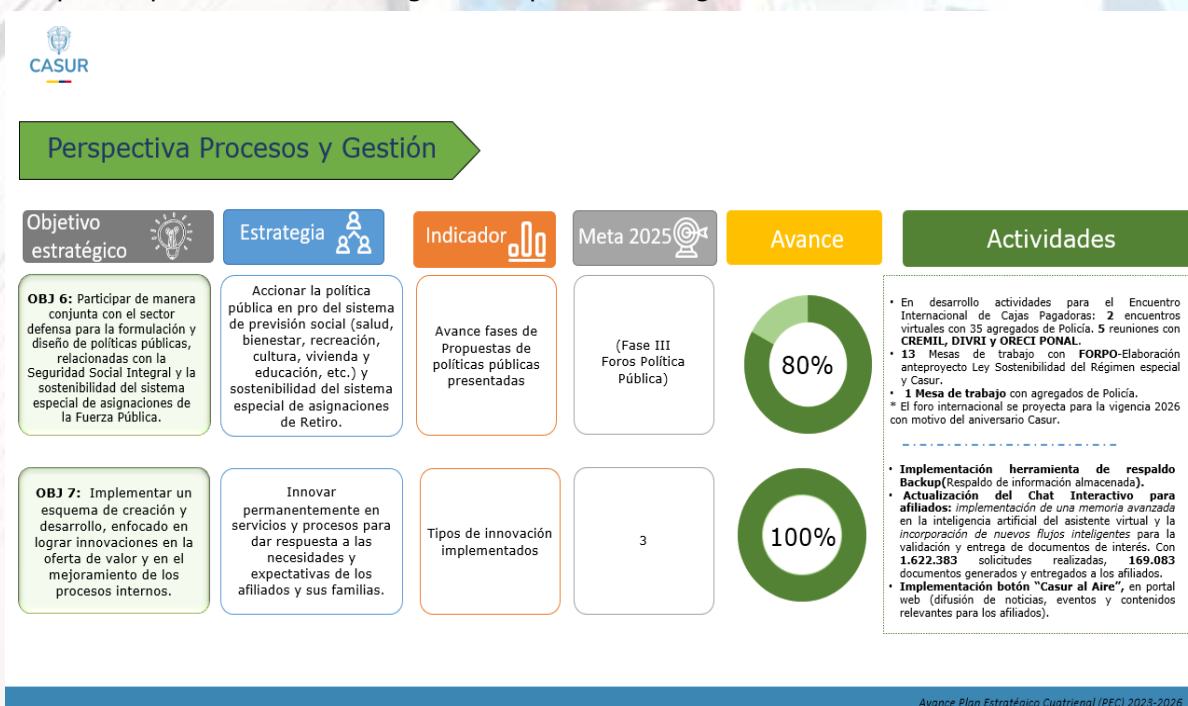 CASUR
Perspectiva Procesos y Gestión
Objetivo
estratégico
Estrategia
Indicador
Meta 2025
Avance
Actividades
OBJ 6: Participar de manera
conjunta con el sector
defensa para la formulación y
diseño de políticas públicas,
relacionadas con la
Seguridad Social Integral y la
sostenibilidad del sistema
especial de asignaciones de
la Fuerza Pública.
Accionar la política
pública en pro del sistema
de previsión social (salud,
bienestar, recreación,
cultura, vivienda y
educación, etc.) y
sostenibilidad del sistema
especial de asignaciones
de Retiro.
Avance fases de
Propuestas de
políticas públicas
presentadas
(Fase III
Foros Política
Pública)
80%
• En desarrollo actividades para el Encuentro
Internacional de Cajas Pagadoras: 2 encuentros
virtuales con 35 agregados de Policía. 5 reuniones con
CREMIL, DIVRI y ORECI PONAL.
• 13 Mesas de trabajo con FORPO-Elaboración
anteproyecto Ley Sostenibilidad del Régimen especial
y Casur.
• 1 Mesa de trabajo con agregados de Policía.
* El foro internacional se proyecta para la vigencia 2026
con motivo del aniversario Casur.
OBJ 7: Implementar un
esquema de creación y
desarrollo, enfocado en
lograr innovaciones en la
oferta de valor y en el
mejoramiento de los
procesos internos.
Innovar
permanentemente en
servicios y procesos para
dar respuesta a las
necesidades y
expectativas de los
afiliados y sus familias.
Tipos de innovación
implementados
3
100%
• Implementación herramienta de respaldo
Backup(Respaldo de información almacenada).
• Actualización del Chat Interactivo para
afiliados: implementación de una memoria avanzada
en la inteligencia artificial del asistente virtual y la
incorporación de nuevos flujos inteligentes para la
validación y entrega de documentos de interés. Con
1.622.383 solicitudes realizadas, 169.083
documentos generados y entregados a los afiliados.
• Implementación botón “Casur al Aire”, en portal
web (difusión de noticias, eventos y contenidos
relevantes para los afiliados).
Avance Plan Estratégico Cuatrienal (PEC) 2023-2026